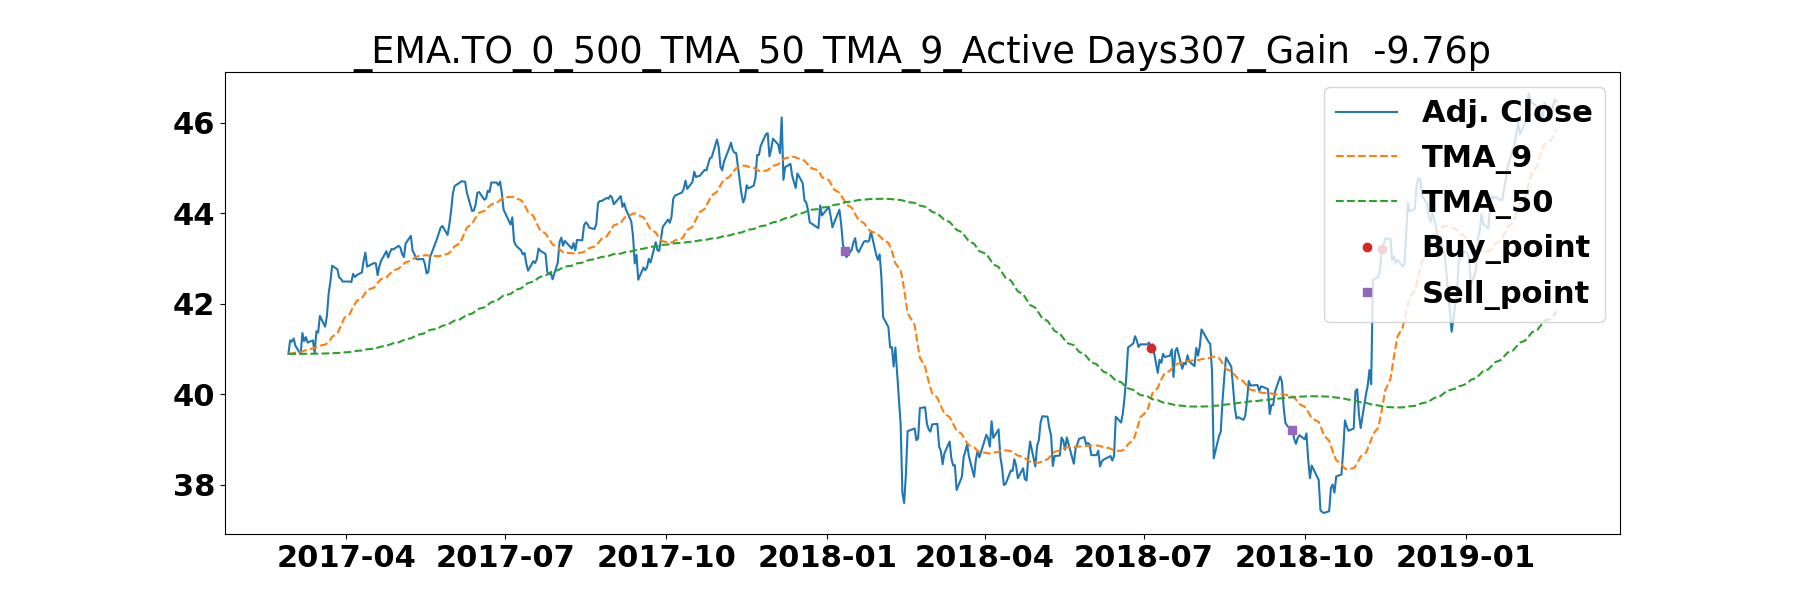 _EMA.TO_0_500_TMA_50_TMA_9_Active Days307_Gain  -9.76p
46
44
42
40
38
Adj. Close
TMA_9
TMA_50
Buy_point
Sell_point
2017-04 2017-07 2017-10 2018-01 2018-04 2018-07 2018-10 2019-01